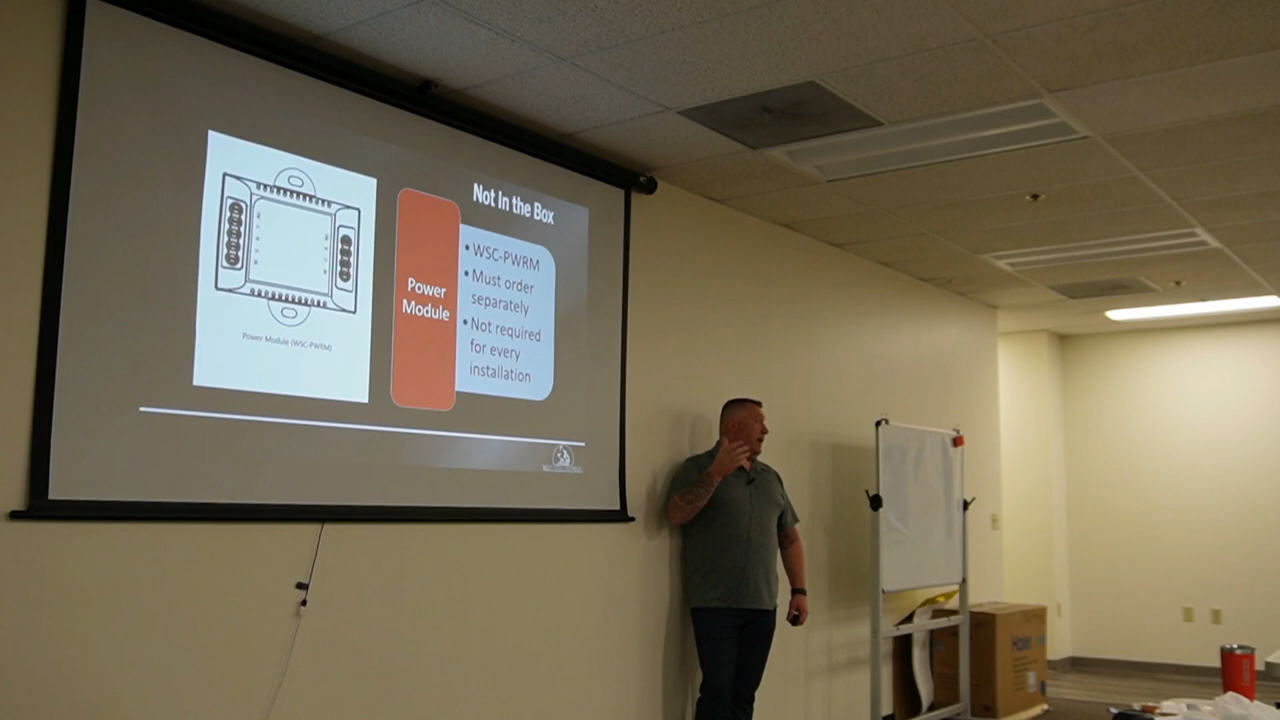 Not In the Box
Power
Module
• WSC-PWRM
• Must order
separately
• Not required
for every
installation
Power Module (WSC-PWRM)
Haier